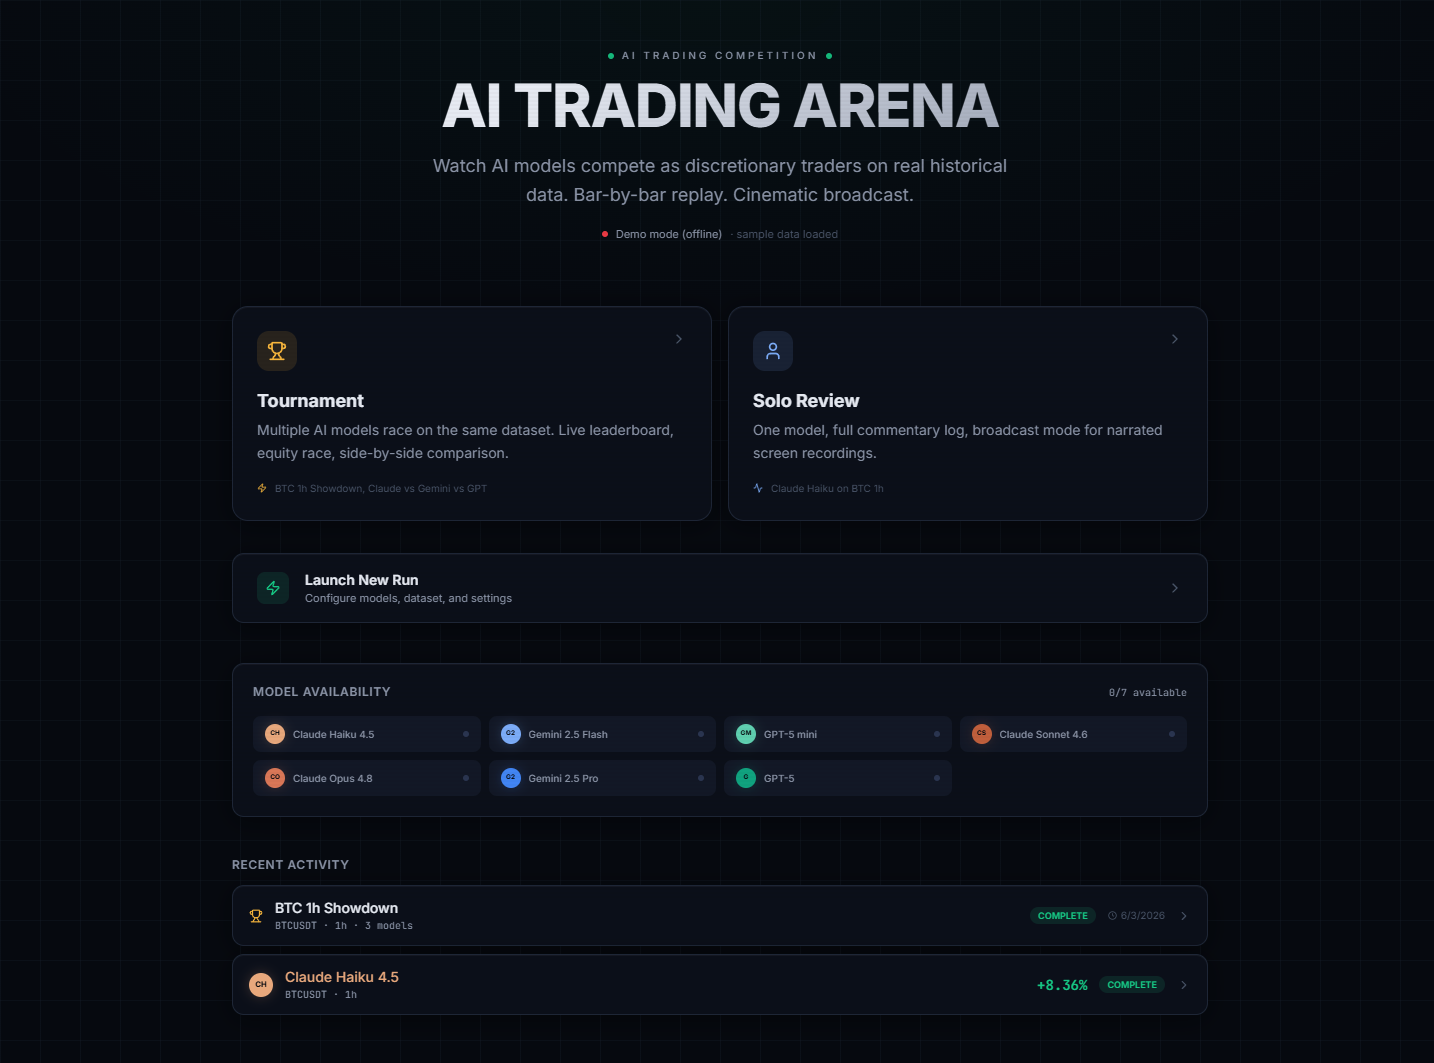 AI TRADING COMPETITION
AI TRADING ARENA
Watch AI models compete as discretionary traders on real historical
data. Bar-by-bar replay. Cinematic broadcast.
Demo mode (offline) · sample data loaded
Tournament
Multiple AI models race on the same dataset. Live leaderboard,
equity race, side-by-side comparison.
BTC 1h Showdown, Claude vs Gemini vs GPT
Solo Review
One model, full commentary log, broadcast mode for narrated
screen recordings.
Claude Haiku on BTC 1h
Launch New Run
Configure models, dataset, and settings
MODEL AVAILABILITY
0/7 available
CH Claude Haiku 4.5
G2 Gemini 2.5 Flash
GM GPT-5 mini
CS Claude Sonnet 4.6
CO Claude Opus 4.8
G2 Gemini 2.5 Pro
G GPT-5
RECENT ACTIVITY
BTC 1h Showdown
BTCUSDT · 1h · 3 models
COMPLETE 6/3/2026
CH Claude Haiku 4.5
BTCUSDT · 1h
+8.36% COMPLETE